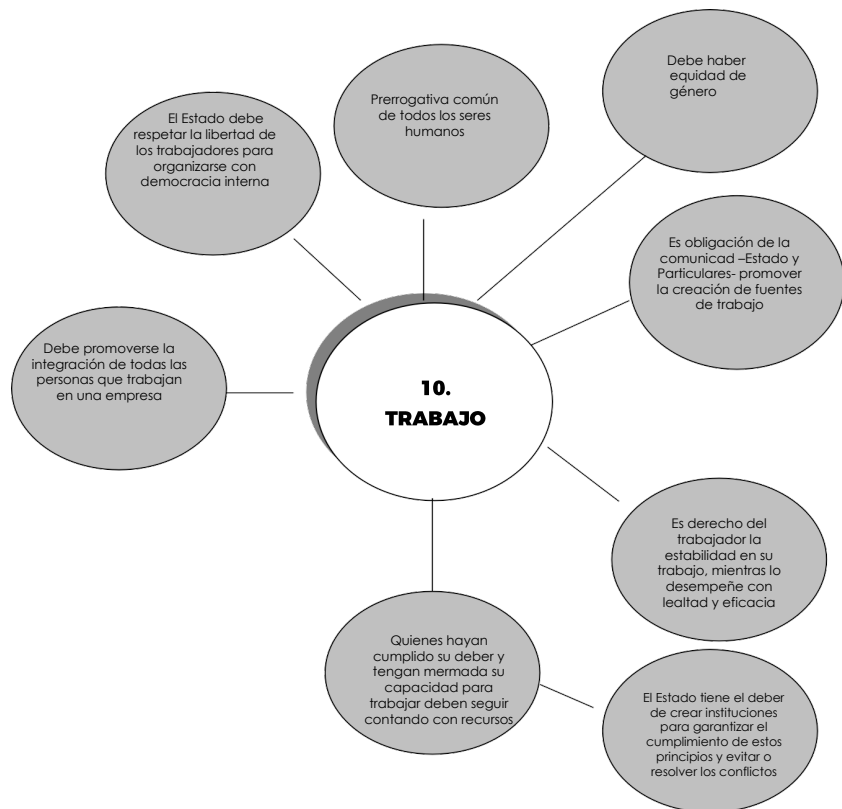 Debe haber
equidad de
género
Prerrogativa común
de todos los seres
humanos
El Estado debe
respetar la libertad de
los trabajadores para
organizarse con
democracia interna
Es obligación de la
comunicad –Estado y
Particulares- promover
la creación de fuentes
de trabajo
Debe promoverse la
integración de todas las
personas que trabajan
en una empresa
10.
TRABAJO
Es derecho del
trabajador la
estabilidad en su
trabajo, mientras lo
desempeñe con
lealtad y eficacia
Quienes hayan
cumplido su deber y
tengan mermada su
capacidad para
trabajar deben seguir
contando con recursos
El Estado tiene el deber
de crear instituciones
para garantizar el
cumplimiento de estos
principios y evitar o
resolver los conflictos